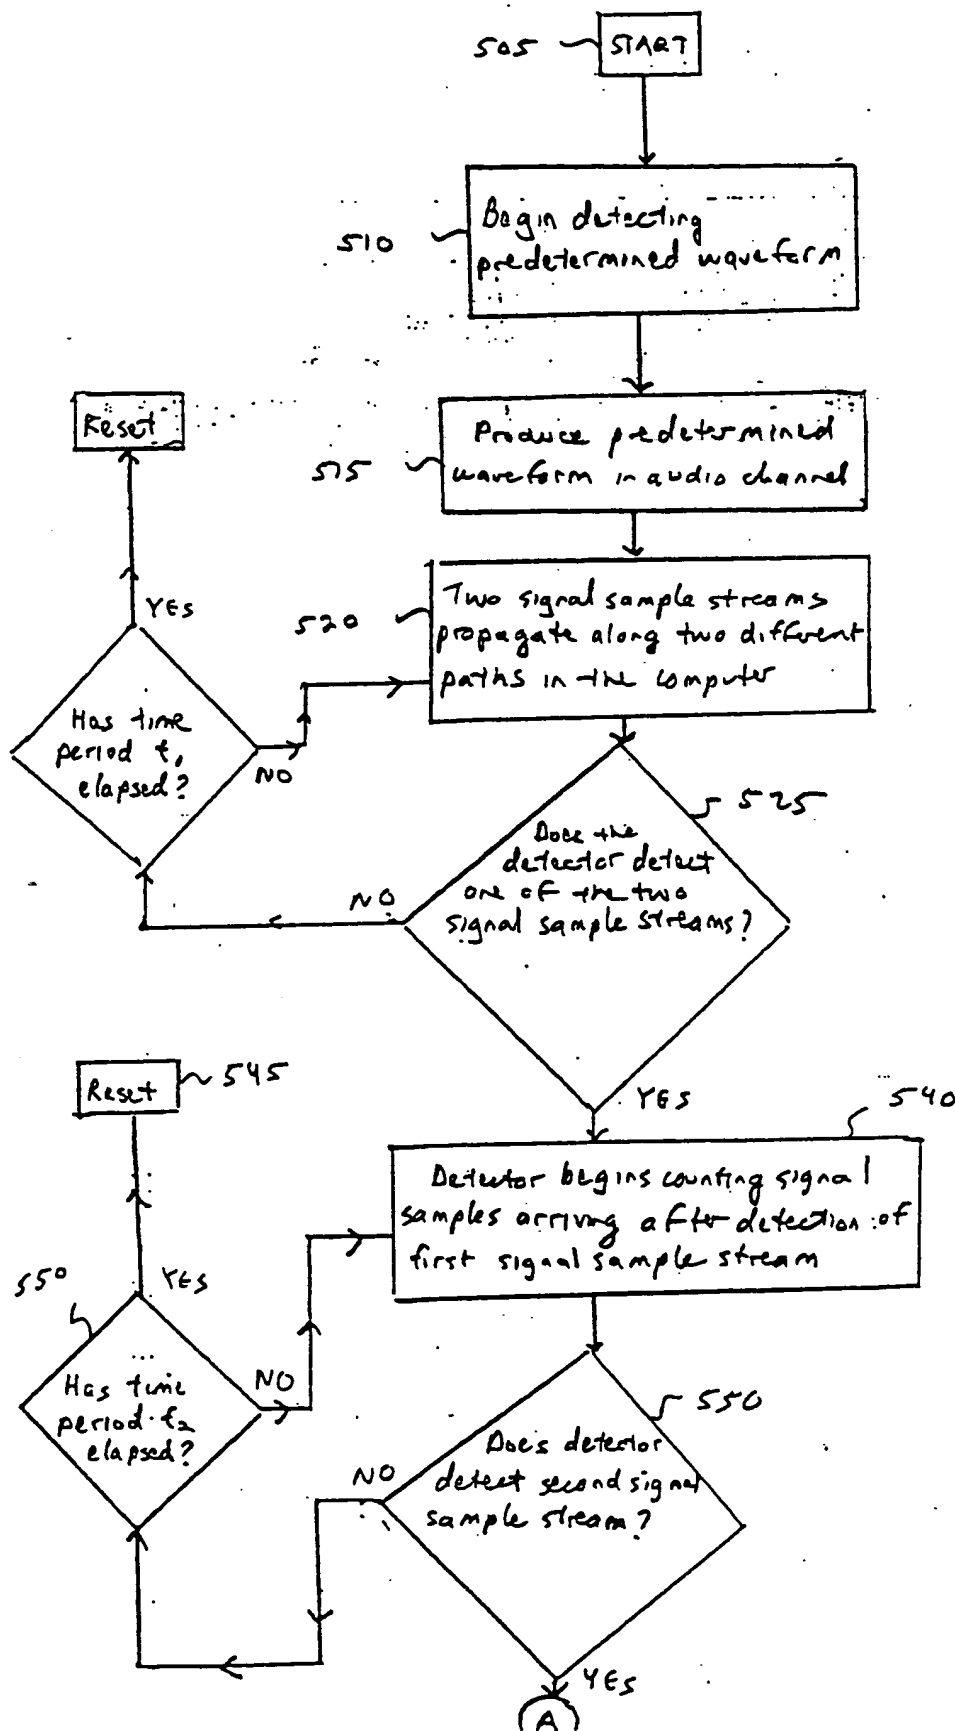 505
START
510
Begin detecting
predetermined waveform
Reset
515
Produce predetermined
waveform in audio channel
YES
520
Two signal sample streams
propagate along two different
paths in the computer
Has time
period t₁
elapsed?
NO
525
Does the
detector detect
one of the two
signal sample streams?
NO
YES
Reset
545
540
Detector begins counting signal
samples arriving after detection of
first signal sample stream
550
YES
...
Has time
period t₂
elapsed?
NO
550
Does detector
detect second signal
sample stream?
NO
YES
A